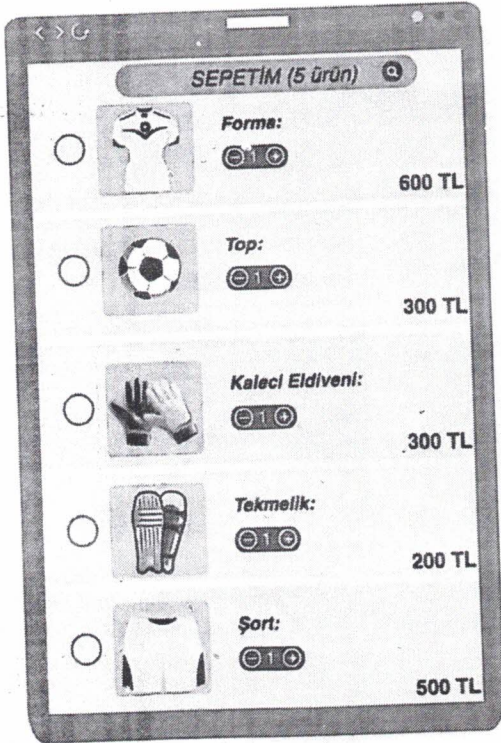 SEPETİM (5 ürün)
Forma:
1
600 TL
Top:
1
300 TL
Kaleci Eldiveni:
1
300 TL
Tekmelik:
1
200 TL
Şort:
1
500 TL